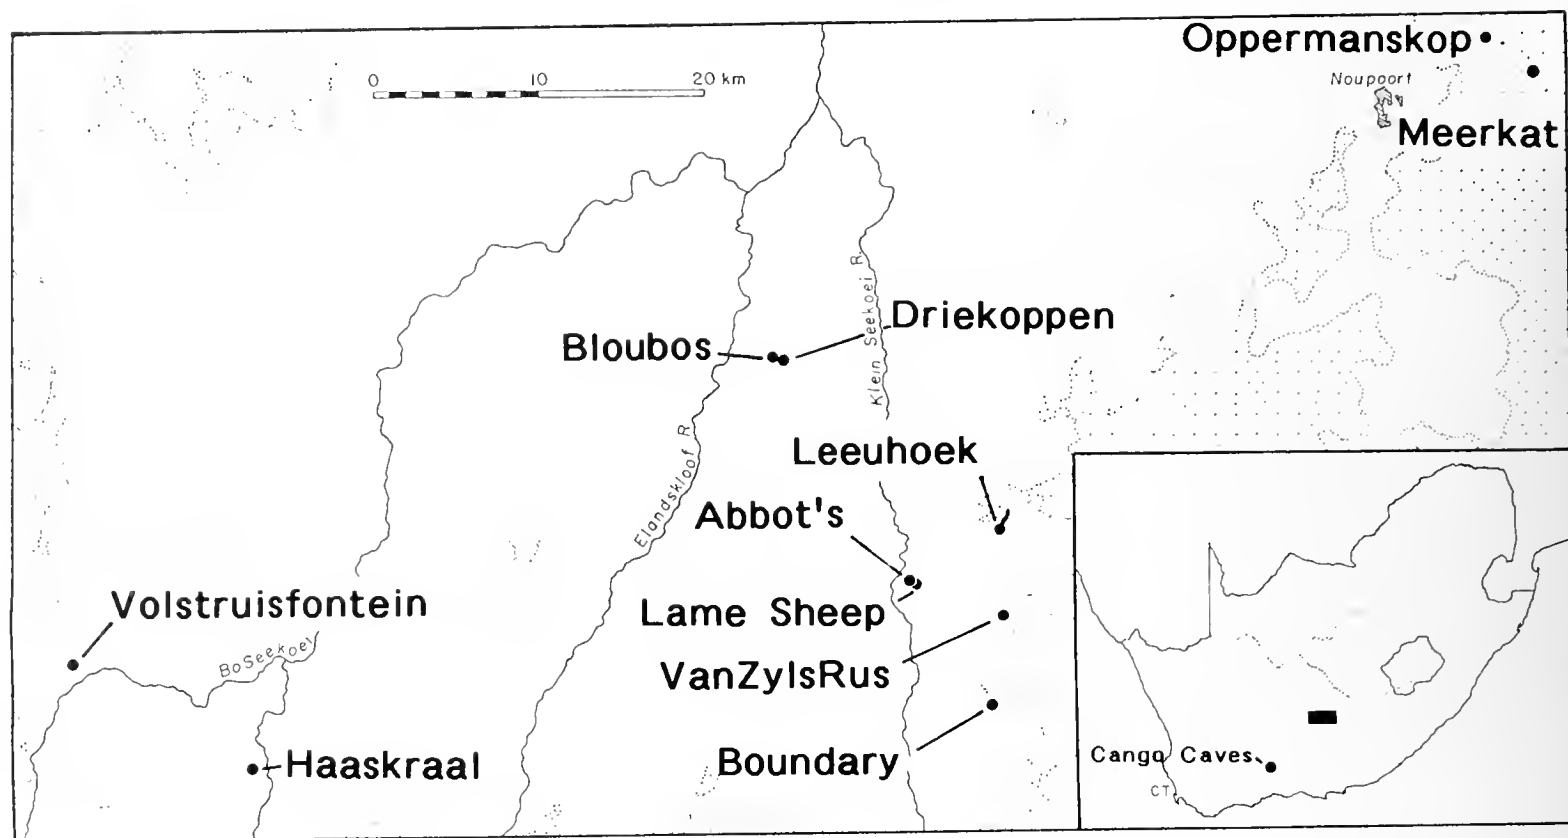 Oppermanskop
0 10 20 km
Noupoort
Meerkat
Klein Seekoei R.
Driekoppen
Bloubos
Leeuhoek
Elandskloof R.
Abbot's
Volstruisfontein
Lame Sheep
BoSeekoei
VanZylsRus
Boundary
Haaskraal
Cango Caves
CT